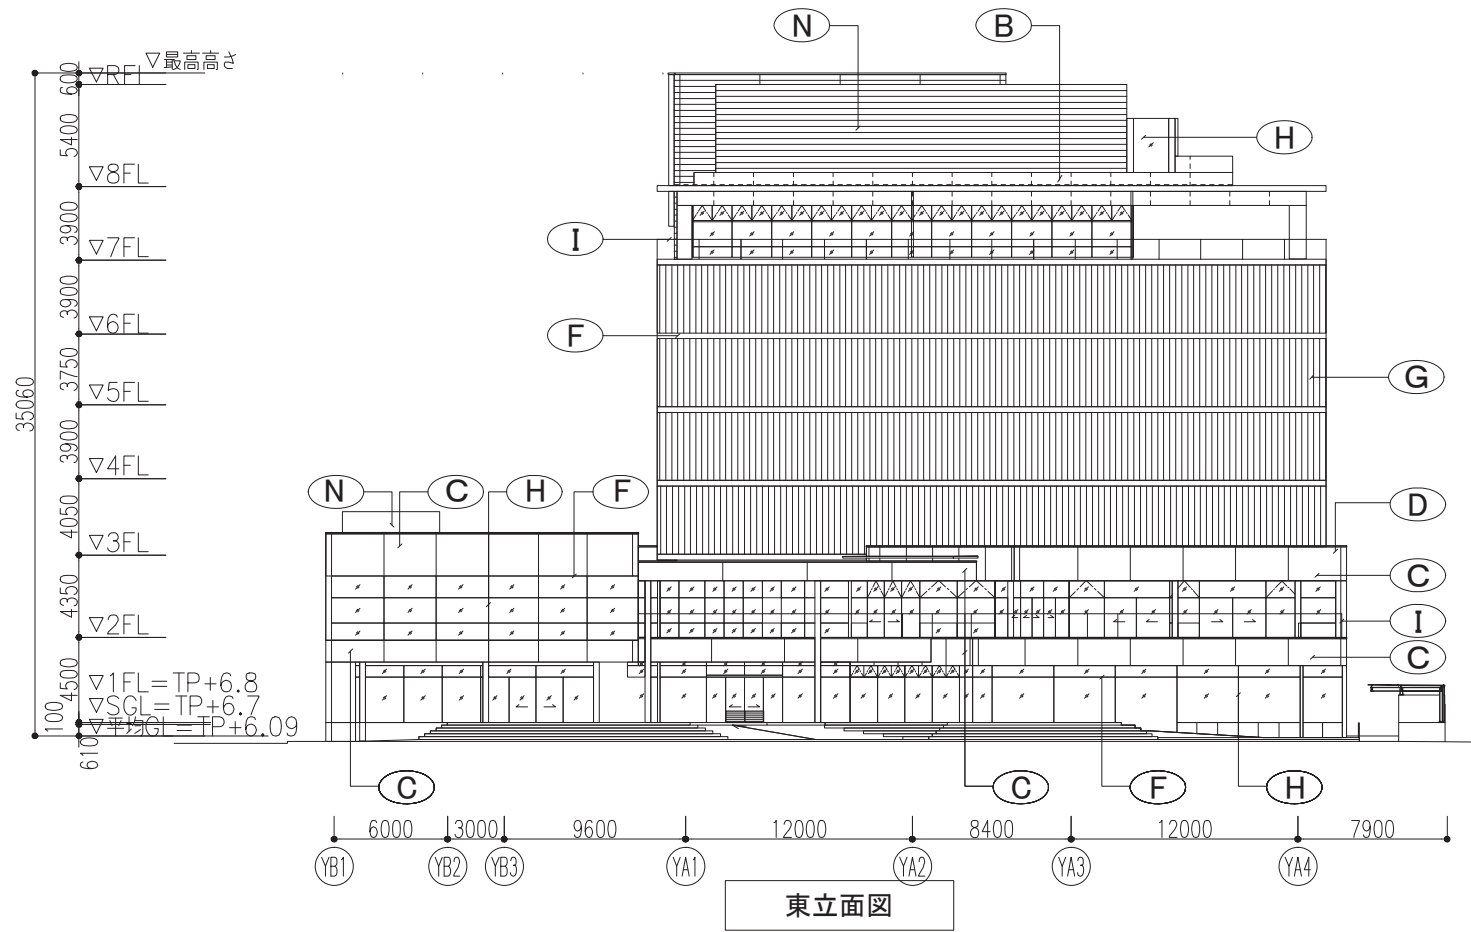 N
B
▽最高高さ
▽RFL
600
H
5400
▽8FL
3900
I
▽7FL
3900
▽6FL
F
3750
35060
▽5FL
G
3900
▽4FL
N
C
H
F
D
4050
▽3FL
C
4350
I
▽2FL
C
4500
▽1FL=TP+6.8
▽SGL=TP+6.7
100
▽平均GL=TP+6.09
610
C
C
F
H
6000
3000
9600
12000
8400
12000
7900
YB1
YB2
YB3
YA1
YA2
YA3
YA4
東立面図